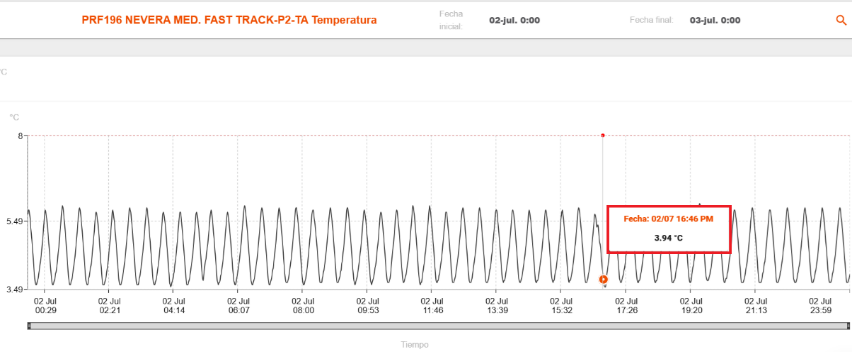 PRF196 NEVERA MED. FAST TRACK-P2-TA Temperatura
Fecha
inicial:
02-jul. 0:00
Fecha final:
03-jul. 0:00
°C
°C
8
5.49
3.49
Fecha: 02/07 16:46 PM
3.94 °C
02 Jul
00:29
02 Jul
02:21
02 Jul
04:14
02 Jul
06:07
02 Jul
08:00
02 Jul
09:53
02 Jul
11:46
02 Jul
13:39
02 Jul
15:32
02 Jul
17:26
02 Jul
19:20
02 Jul
21:13
02 Jul
23:59
Tiempo